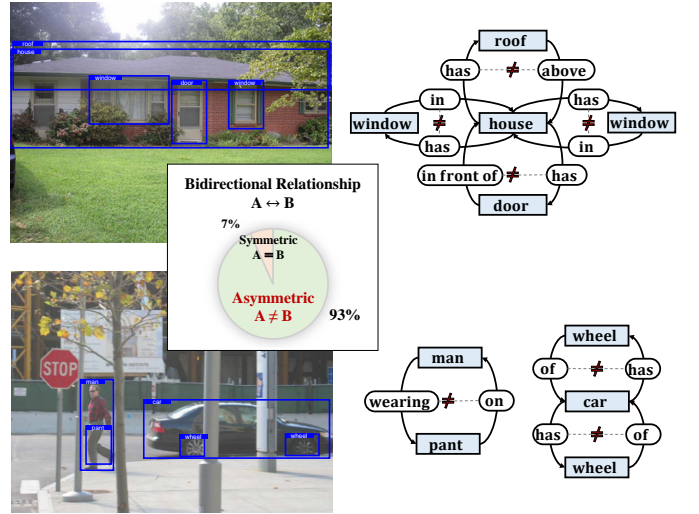 roof
house
window
door
window
roof
has ≠ above
in
has
window ≠ house ≠ window
has
in
in front of ≠ has
door
Bidirectional Relationship
A ↔ B
7%
Symmetric
A = B
Asymmetric
A ≠ B
93%
STOP
man
pant
car
wheel
wheel
man
wearing ≠ on
pant
wheel
of ≠ has
car
has ≠ of
wheel